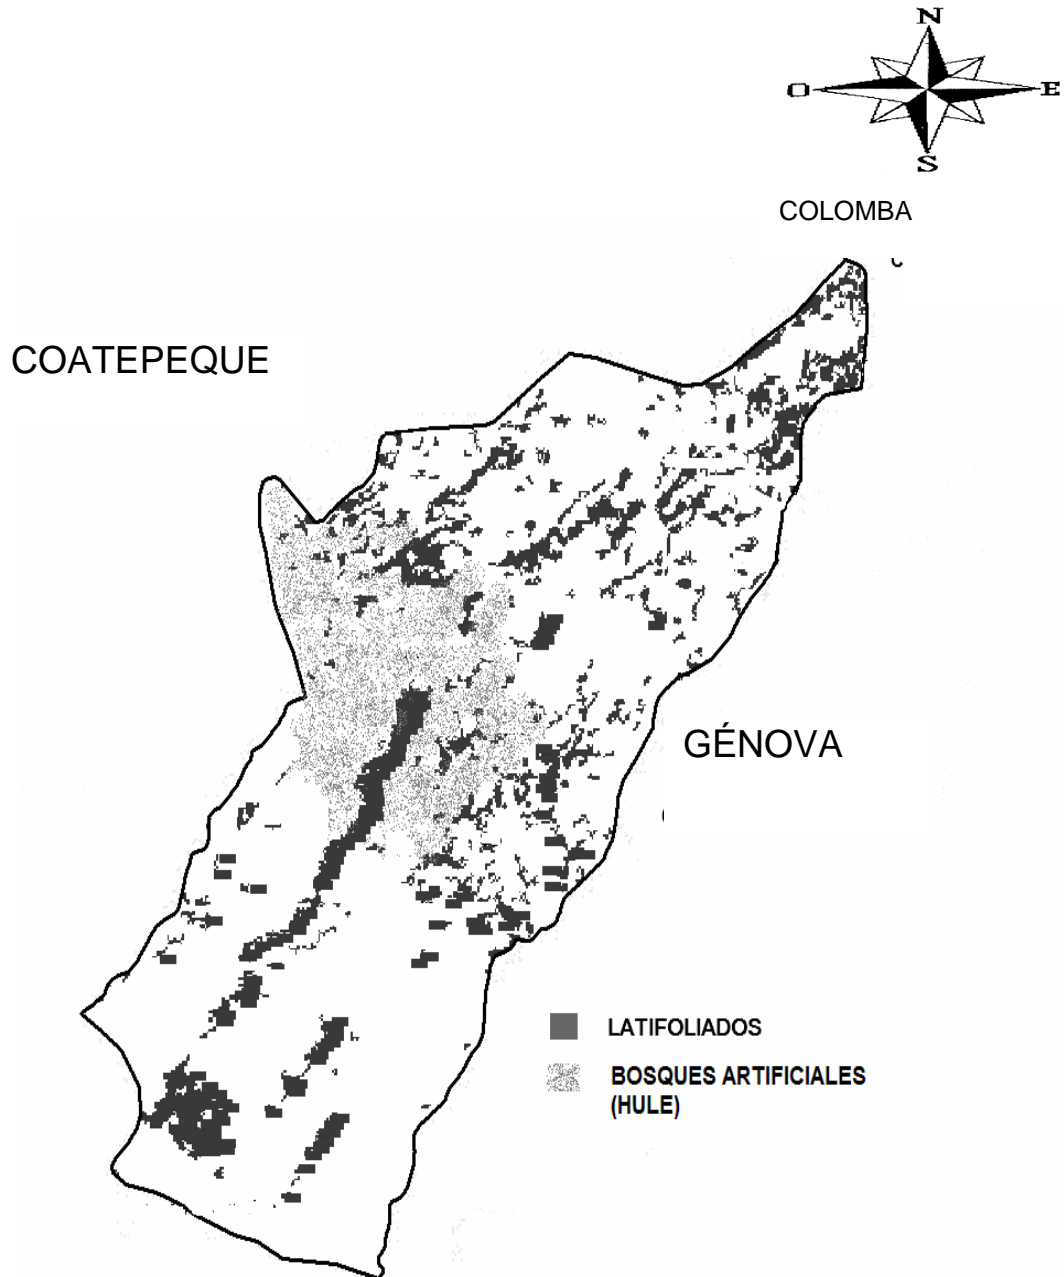 N
O E
S
COLOMBA
COATEPEQUE
GÉNOVA
LATIFOLIADOS
BOSQUES ARTIFICIALES
(HULE)